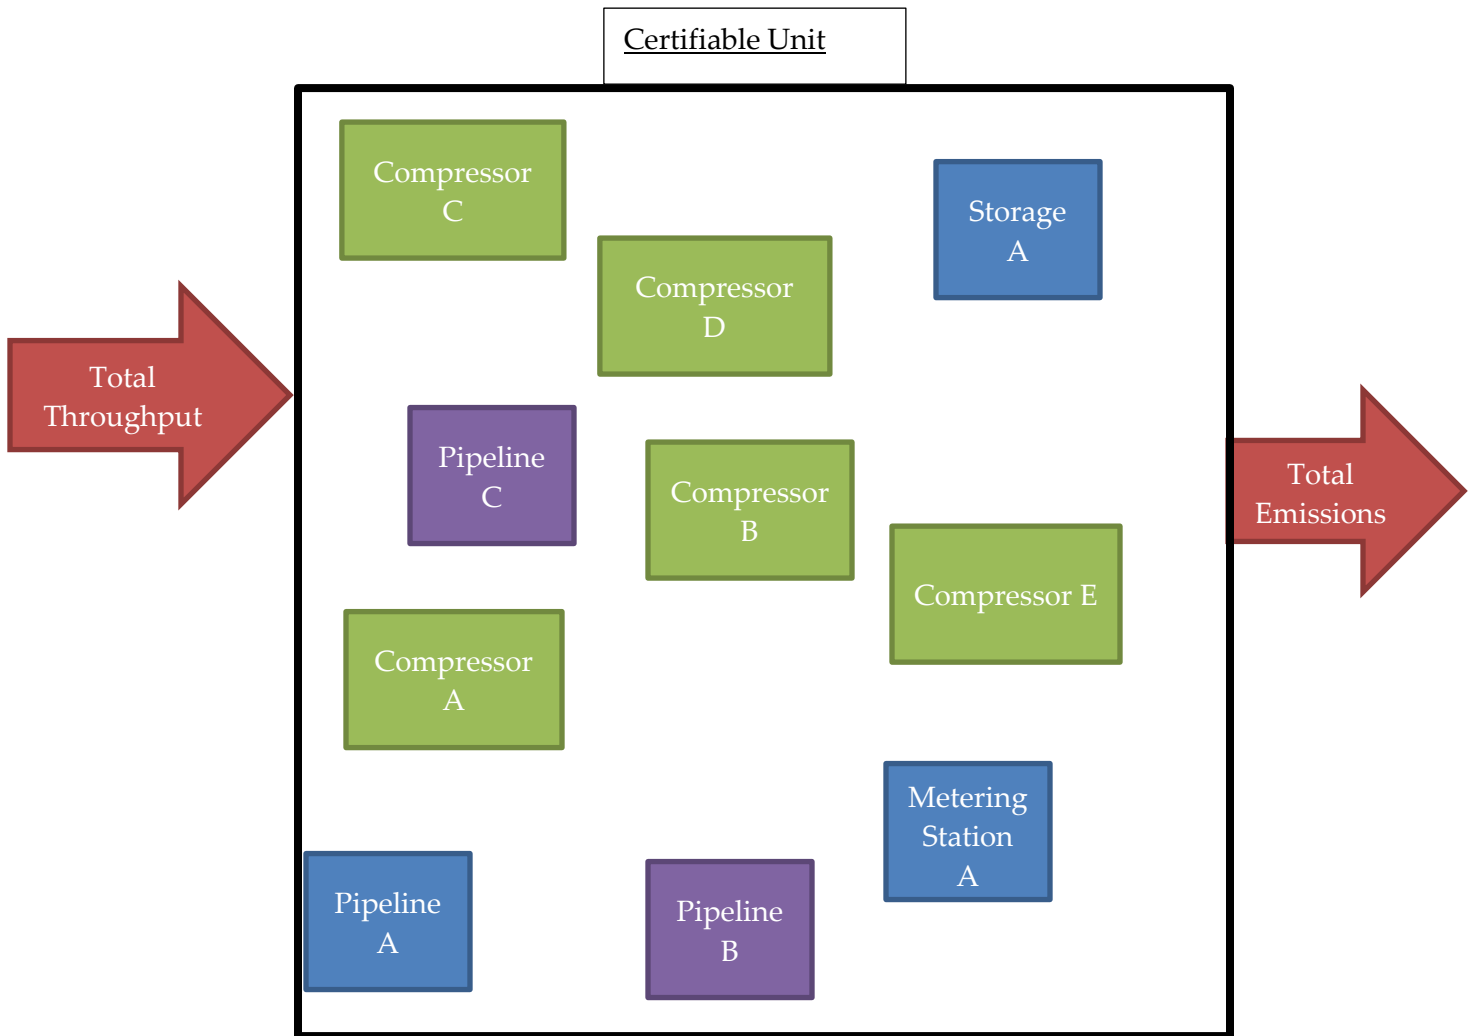 Certifiable Unit
Compressor
C
Storage
A
Compressor
D
Total
Throughput
Pipeline
C
Compressor
B
Total
Emissions
Compressor E
Compressor
A
Metering
Station
A
Pipeline
A
Pipeline
B